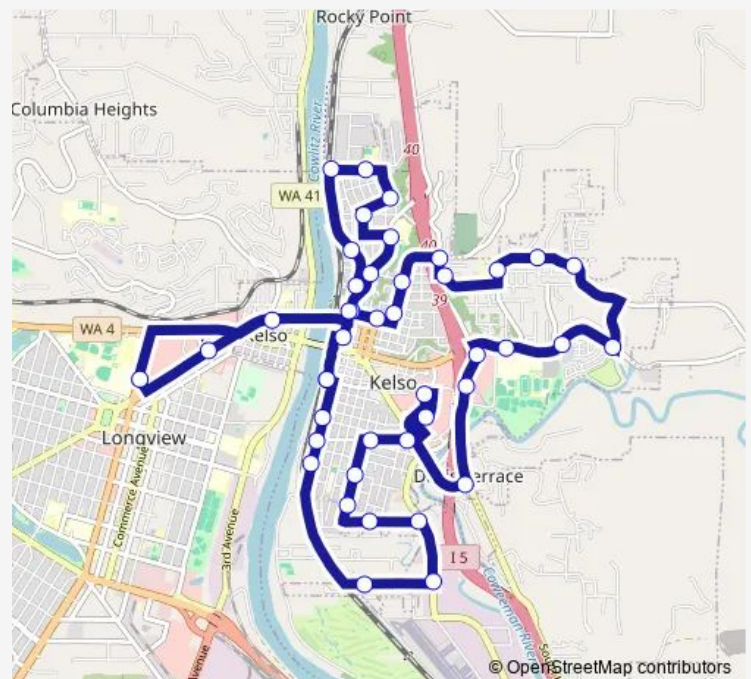 Rocky Point
Columbia Heights
Cowlitz River
40
WA 41
40
39
WA 4
Kelso
Kelso
Longview
Commerce Avenue
3rd Avenue
Terrace
I 5
Coweeman River
Avenue
© OpenStreetMap contributors